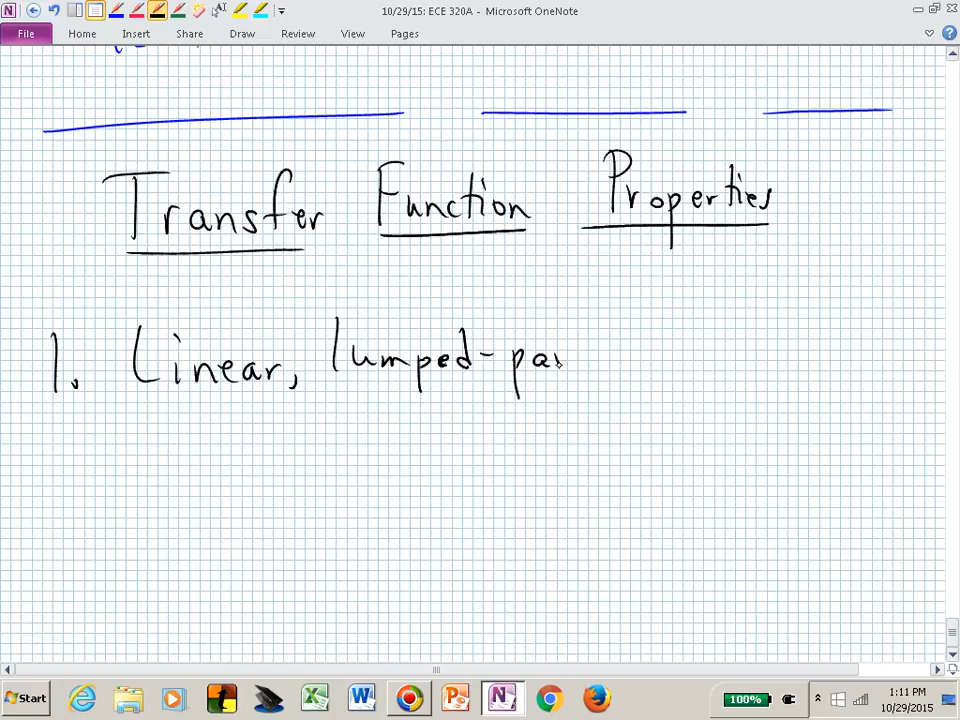 10/29/15: ECE 320A - Microsoft OneNote
File Home Insert Share Draw Review View Pages
Transfer Function Properties
1. Linear, lumped-par
100%
1:11 PM
Start
10/29/2015